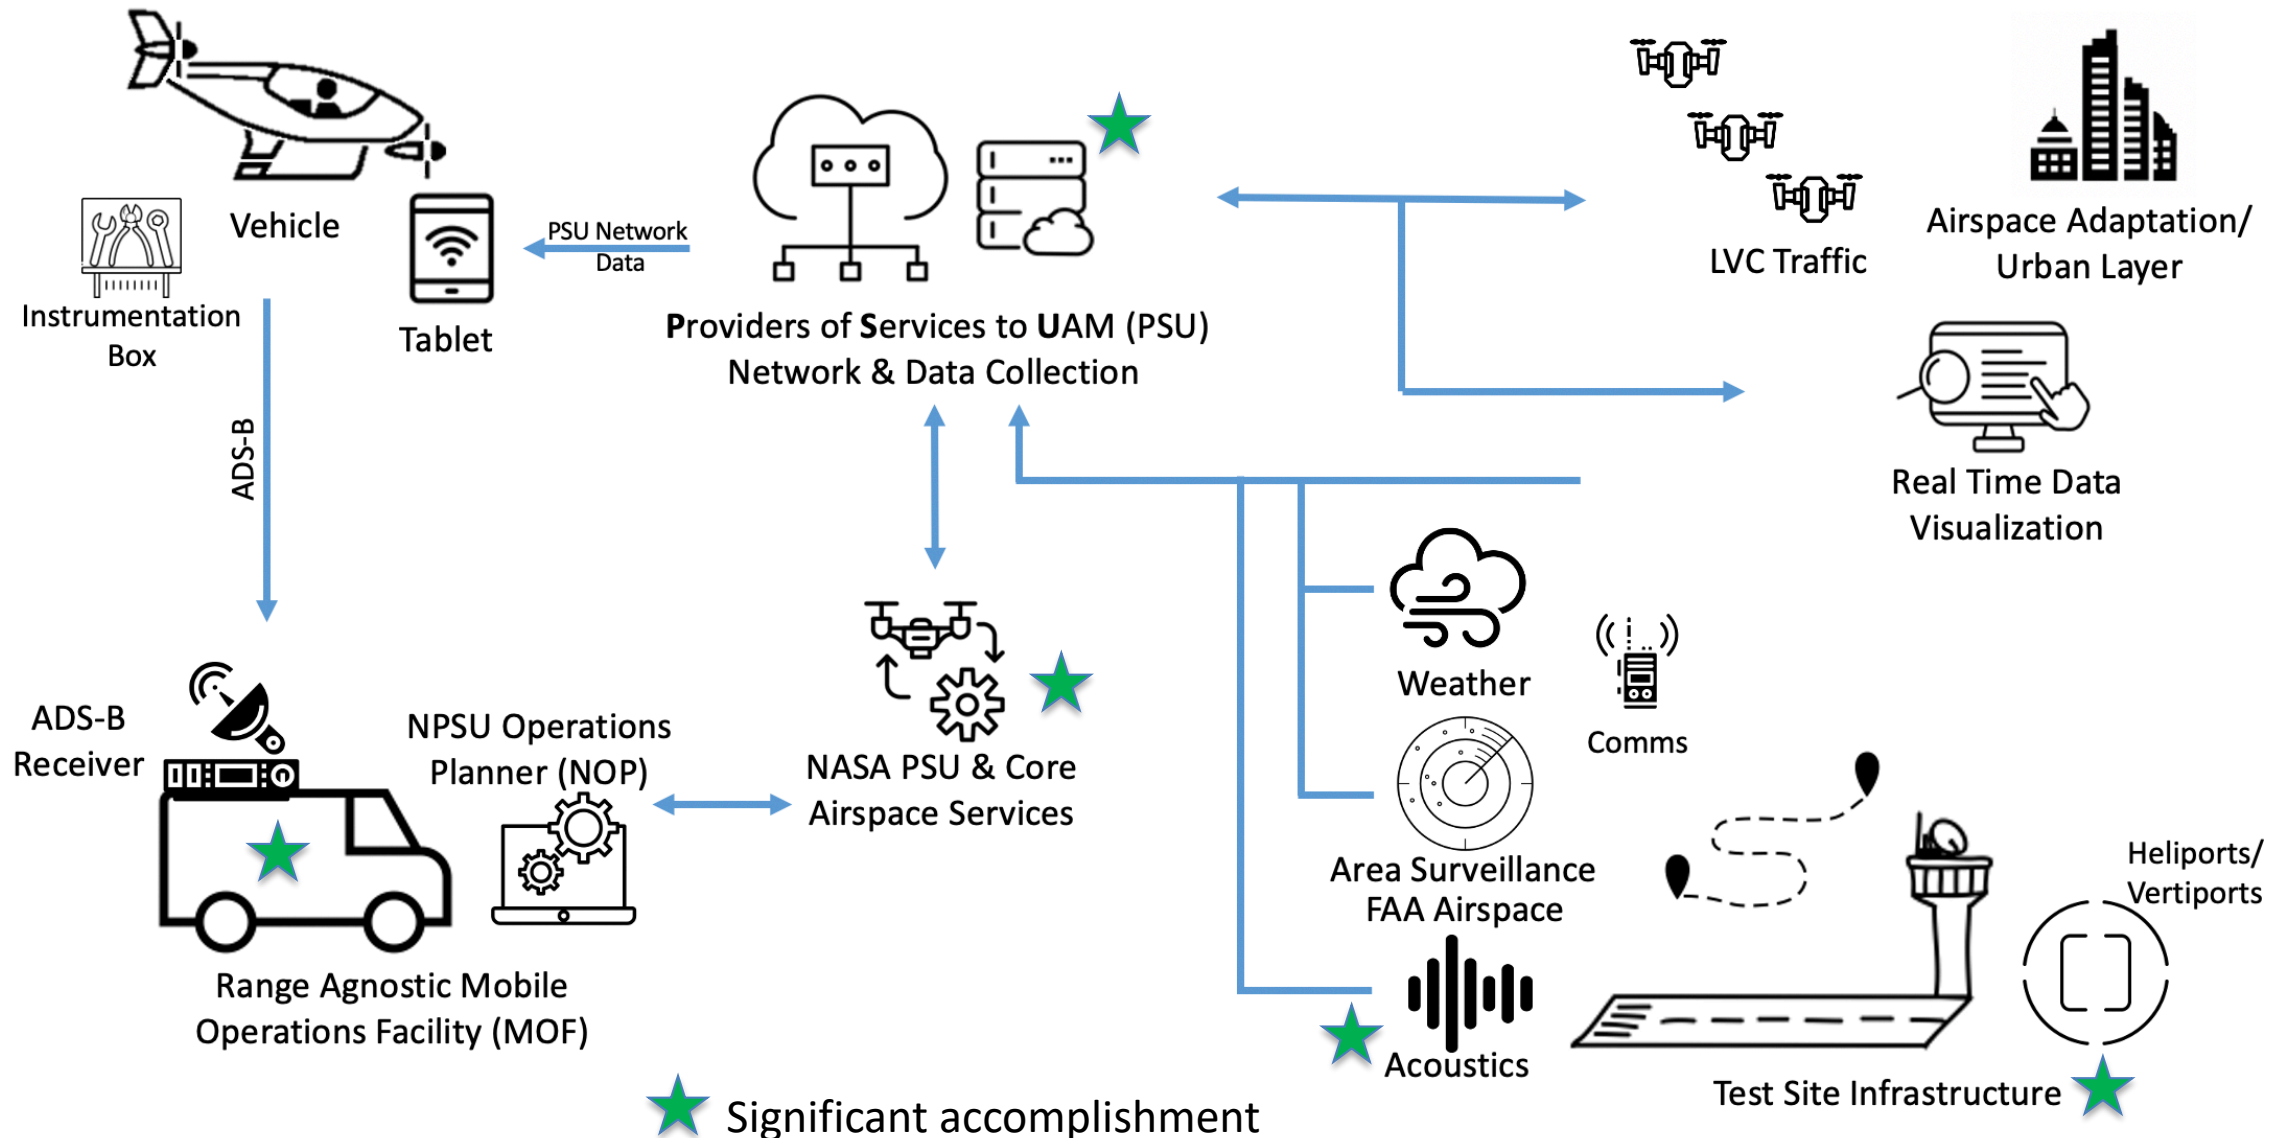 Vehicle
Instrumentation
Box
Tablet
PSU Network
Data
Providers of Services to UAM (PSU)
Network & Data Collection
LVC Traffic
Airspace Adaptation/
Urban Layer
Real Time Data
Visualization
ADS-B
ADS-B
Receiver
NPSU Operations
Planner (NOP)
NASA PSU & Core
Airspace Services
Range Agnostic Mobile
Operations Facility (MOF)
Weather
Comms
Area Surveillance
FAA Airspace
Acoustics
Heliports/
Vertiports
Test Site Infrastructure
Significant accomplishment